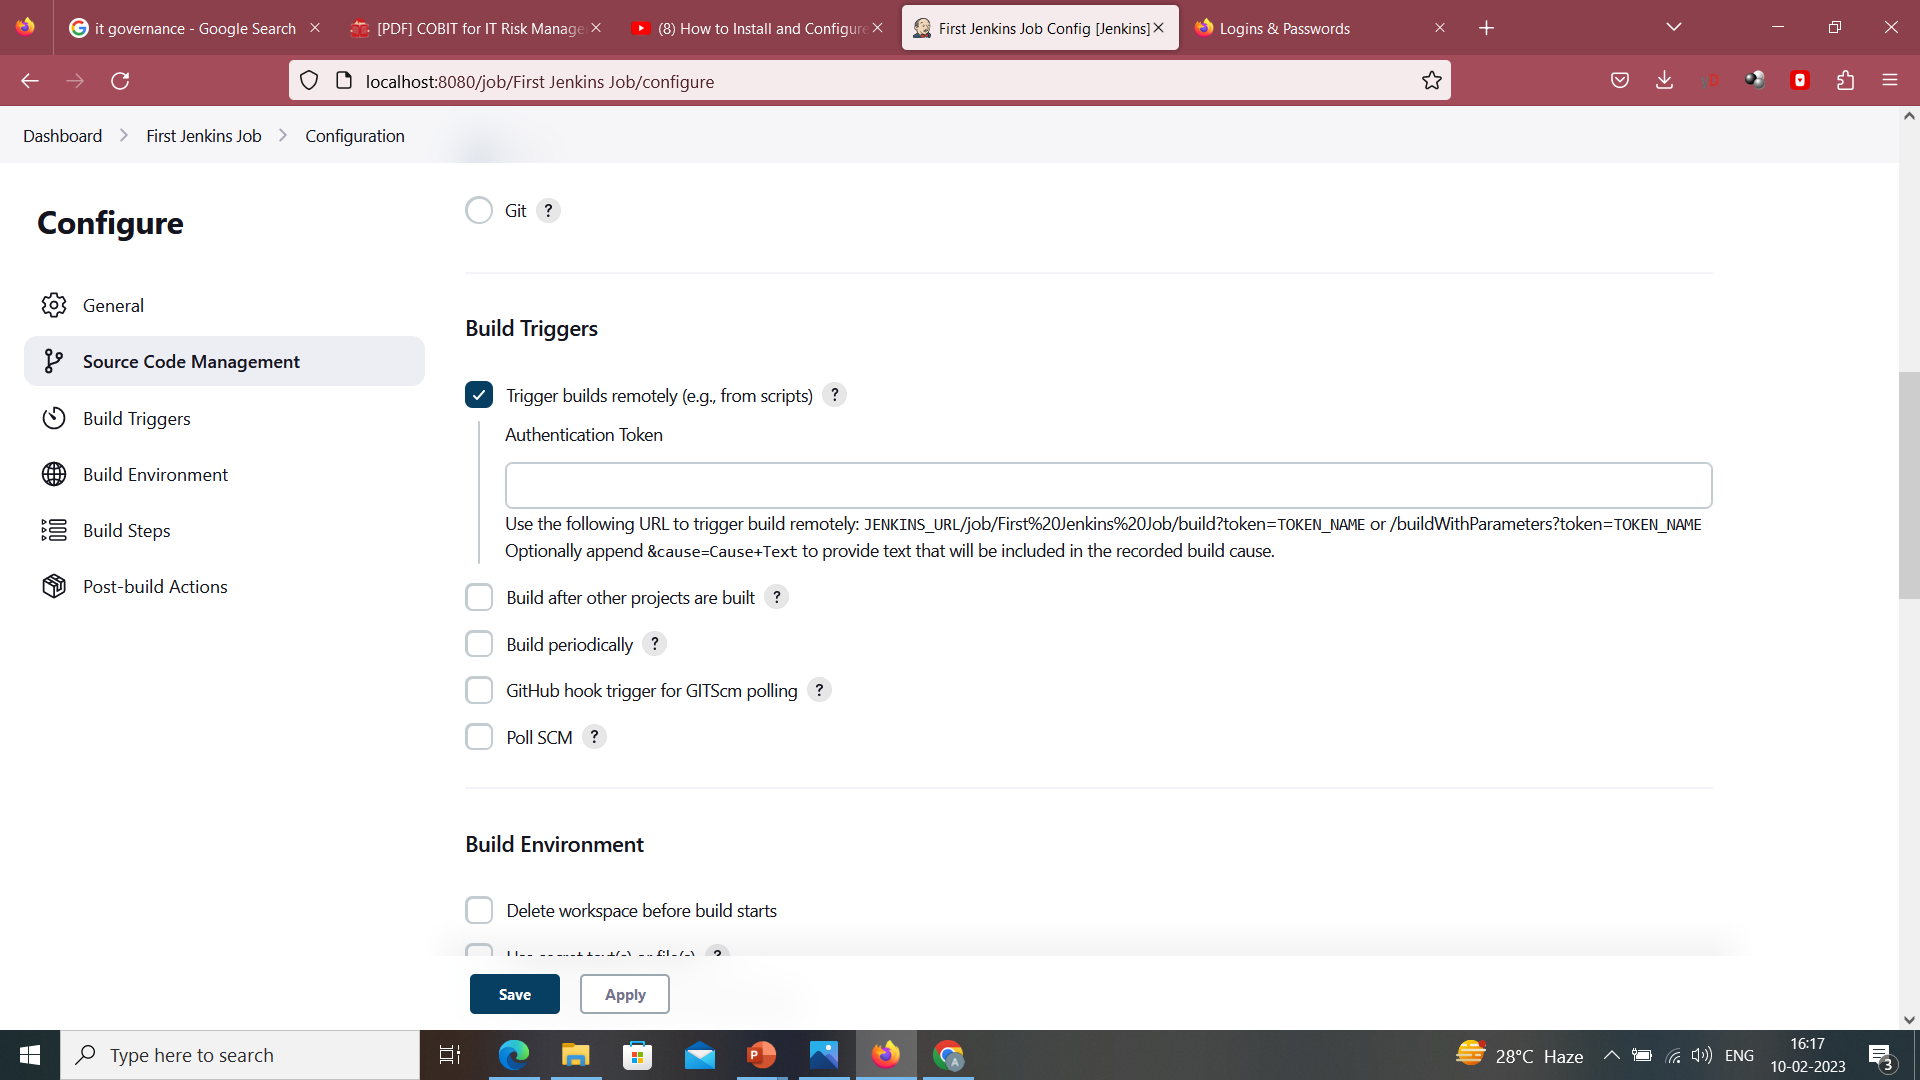 it governance - Google Search
[PDF] COBIT for IT Risk Manage
(8) How to Install and Configure
First Jenkins Job Config [Jenkins]
Logins & Passwords
localhost:8080/job/First Jenkins Job/configure
Dashboard
First Jenkins Job
Configuration
Configure
General
Source Code Management
Build Triggers
Build Environment
Build Steps
Post-build Actions
Git ?
Build Triggers
Trigger builds remotely (e.g., from scripts) ?
Authentication Token
Use the following URL to trigger build remotely: JENKINS_URL/job/First%20Jenkins%20Job/build?token=TOKEN_NAME or /buildWithParameters?token=TOKEN_NAME
Optionally append &cause=Cause+Text to provide text that will be included in the recorded build cause.
Build after other projects are built ?
Build periodically ?
GitHub hook trigger for GITScm polling ?
Poll SCM ?
Build Environment
Delete workspace before build starts
Use secret text(s) or file(s) ?
Save
Apply
Type here to search
28°C Haze
ENG
16:17
10-02-2023
3